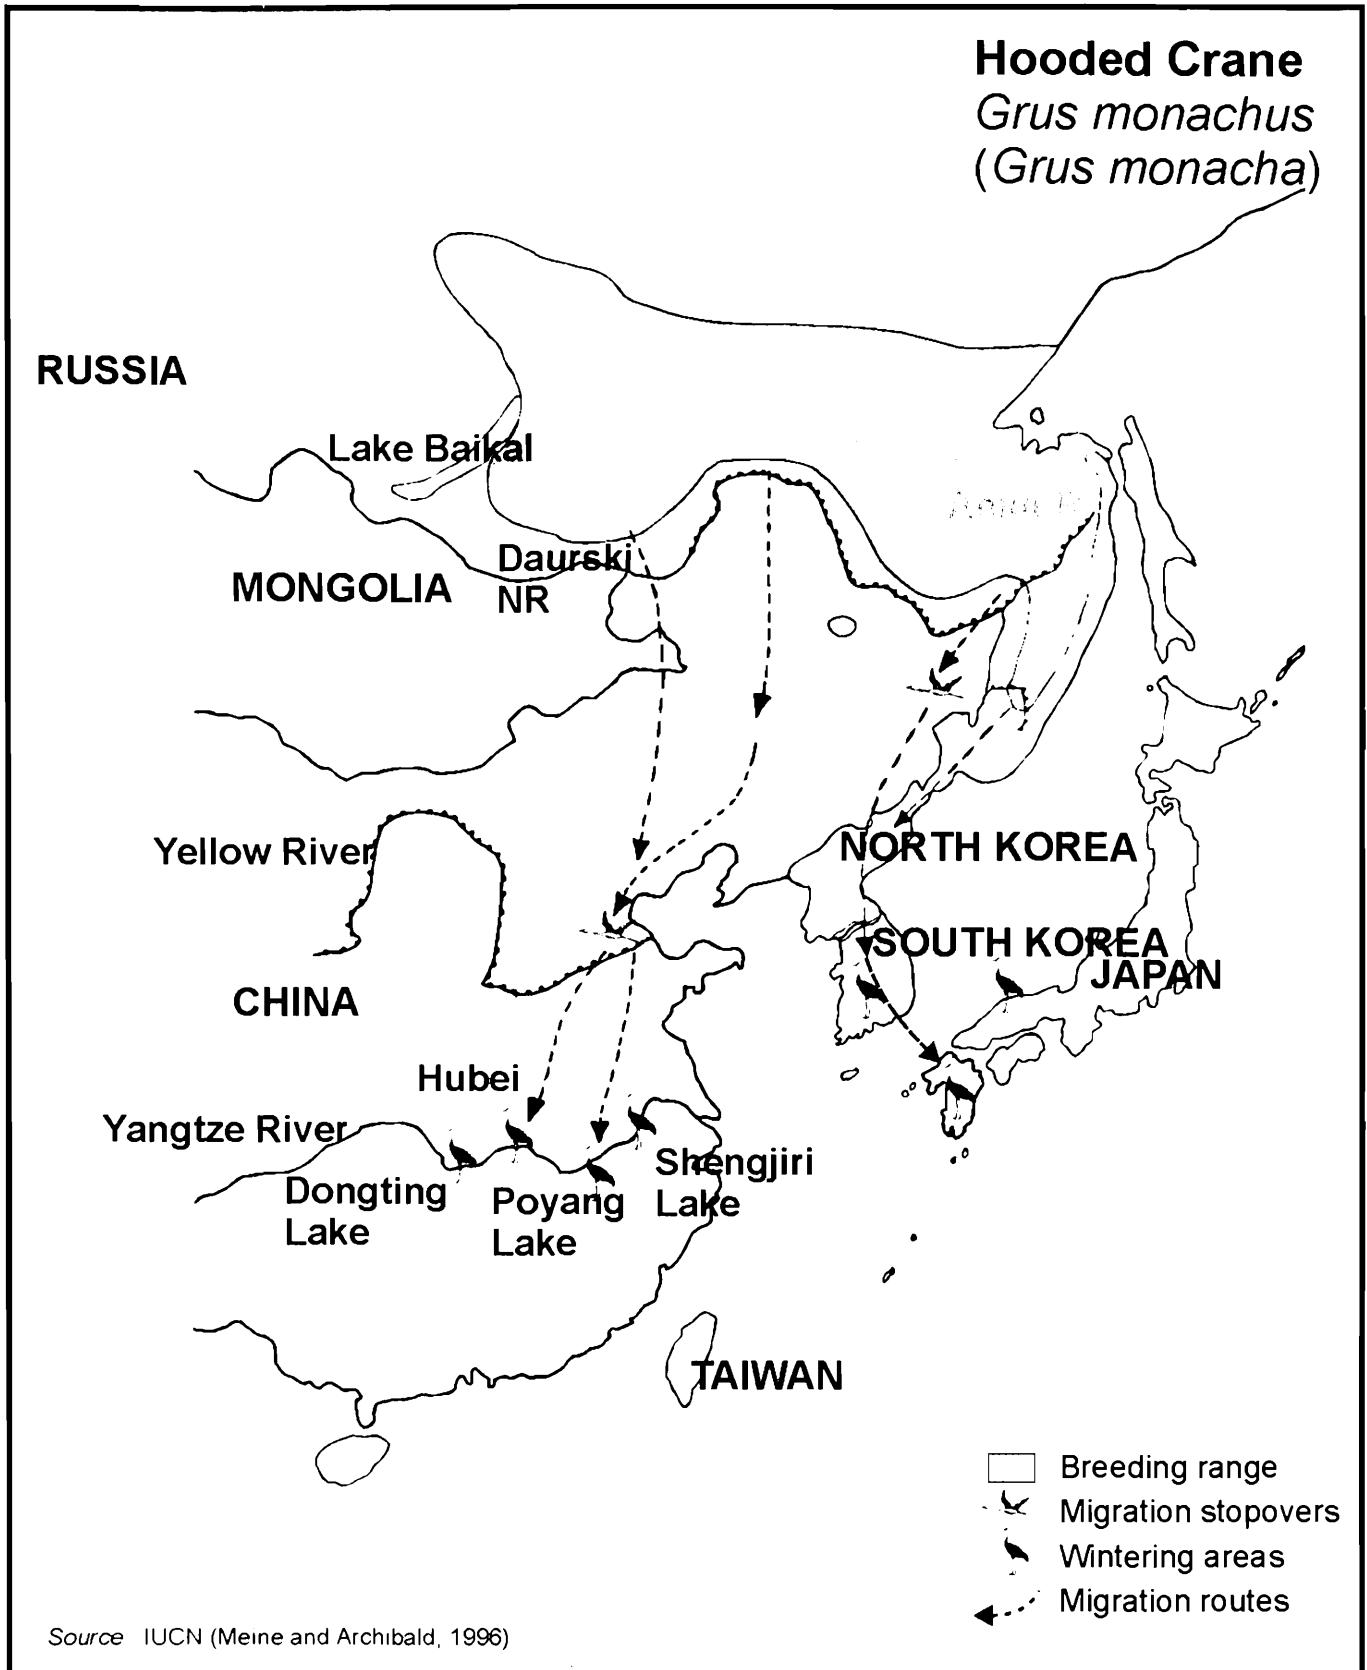 Hooded Crane
Grus monachus
(Grus monacha)
RUSSIA
Lake Baikal
Daurski
NR
MONGOLIA
Yellow River
NORTH KOREA
SOUTH KOREA
JAPAN
CHINA
Hubei
Yangtze River
Shengjiri
Lake
Dongting
Lake
Poyang
Lake
TAIWAN
Breeding range
Migration stopovers
Wintering areas
Migration routes
Source IUCN (Meine and Archibald, 1996)